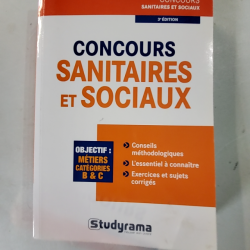 CONCOURS
SANITAIRES ET SOCIAUX
2e ÉDITION
CONCOURS
SANITAIRES
ET SOCIAUX
OBJECTIF :
MÉTIERS
CATÉGORIES
B & C
• Conseils
méthodologiques
• L'essentiel à connaître
• Exercices et sujets
corrigés
Studyrama